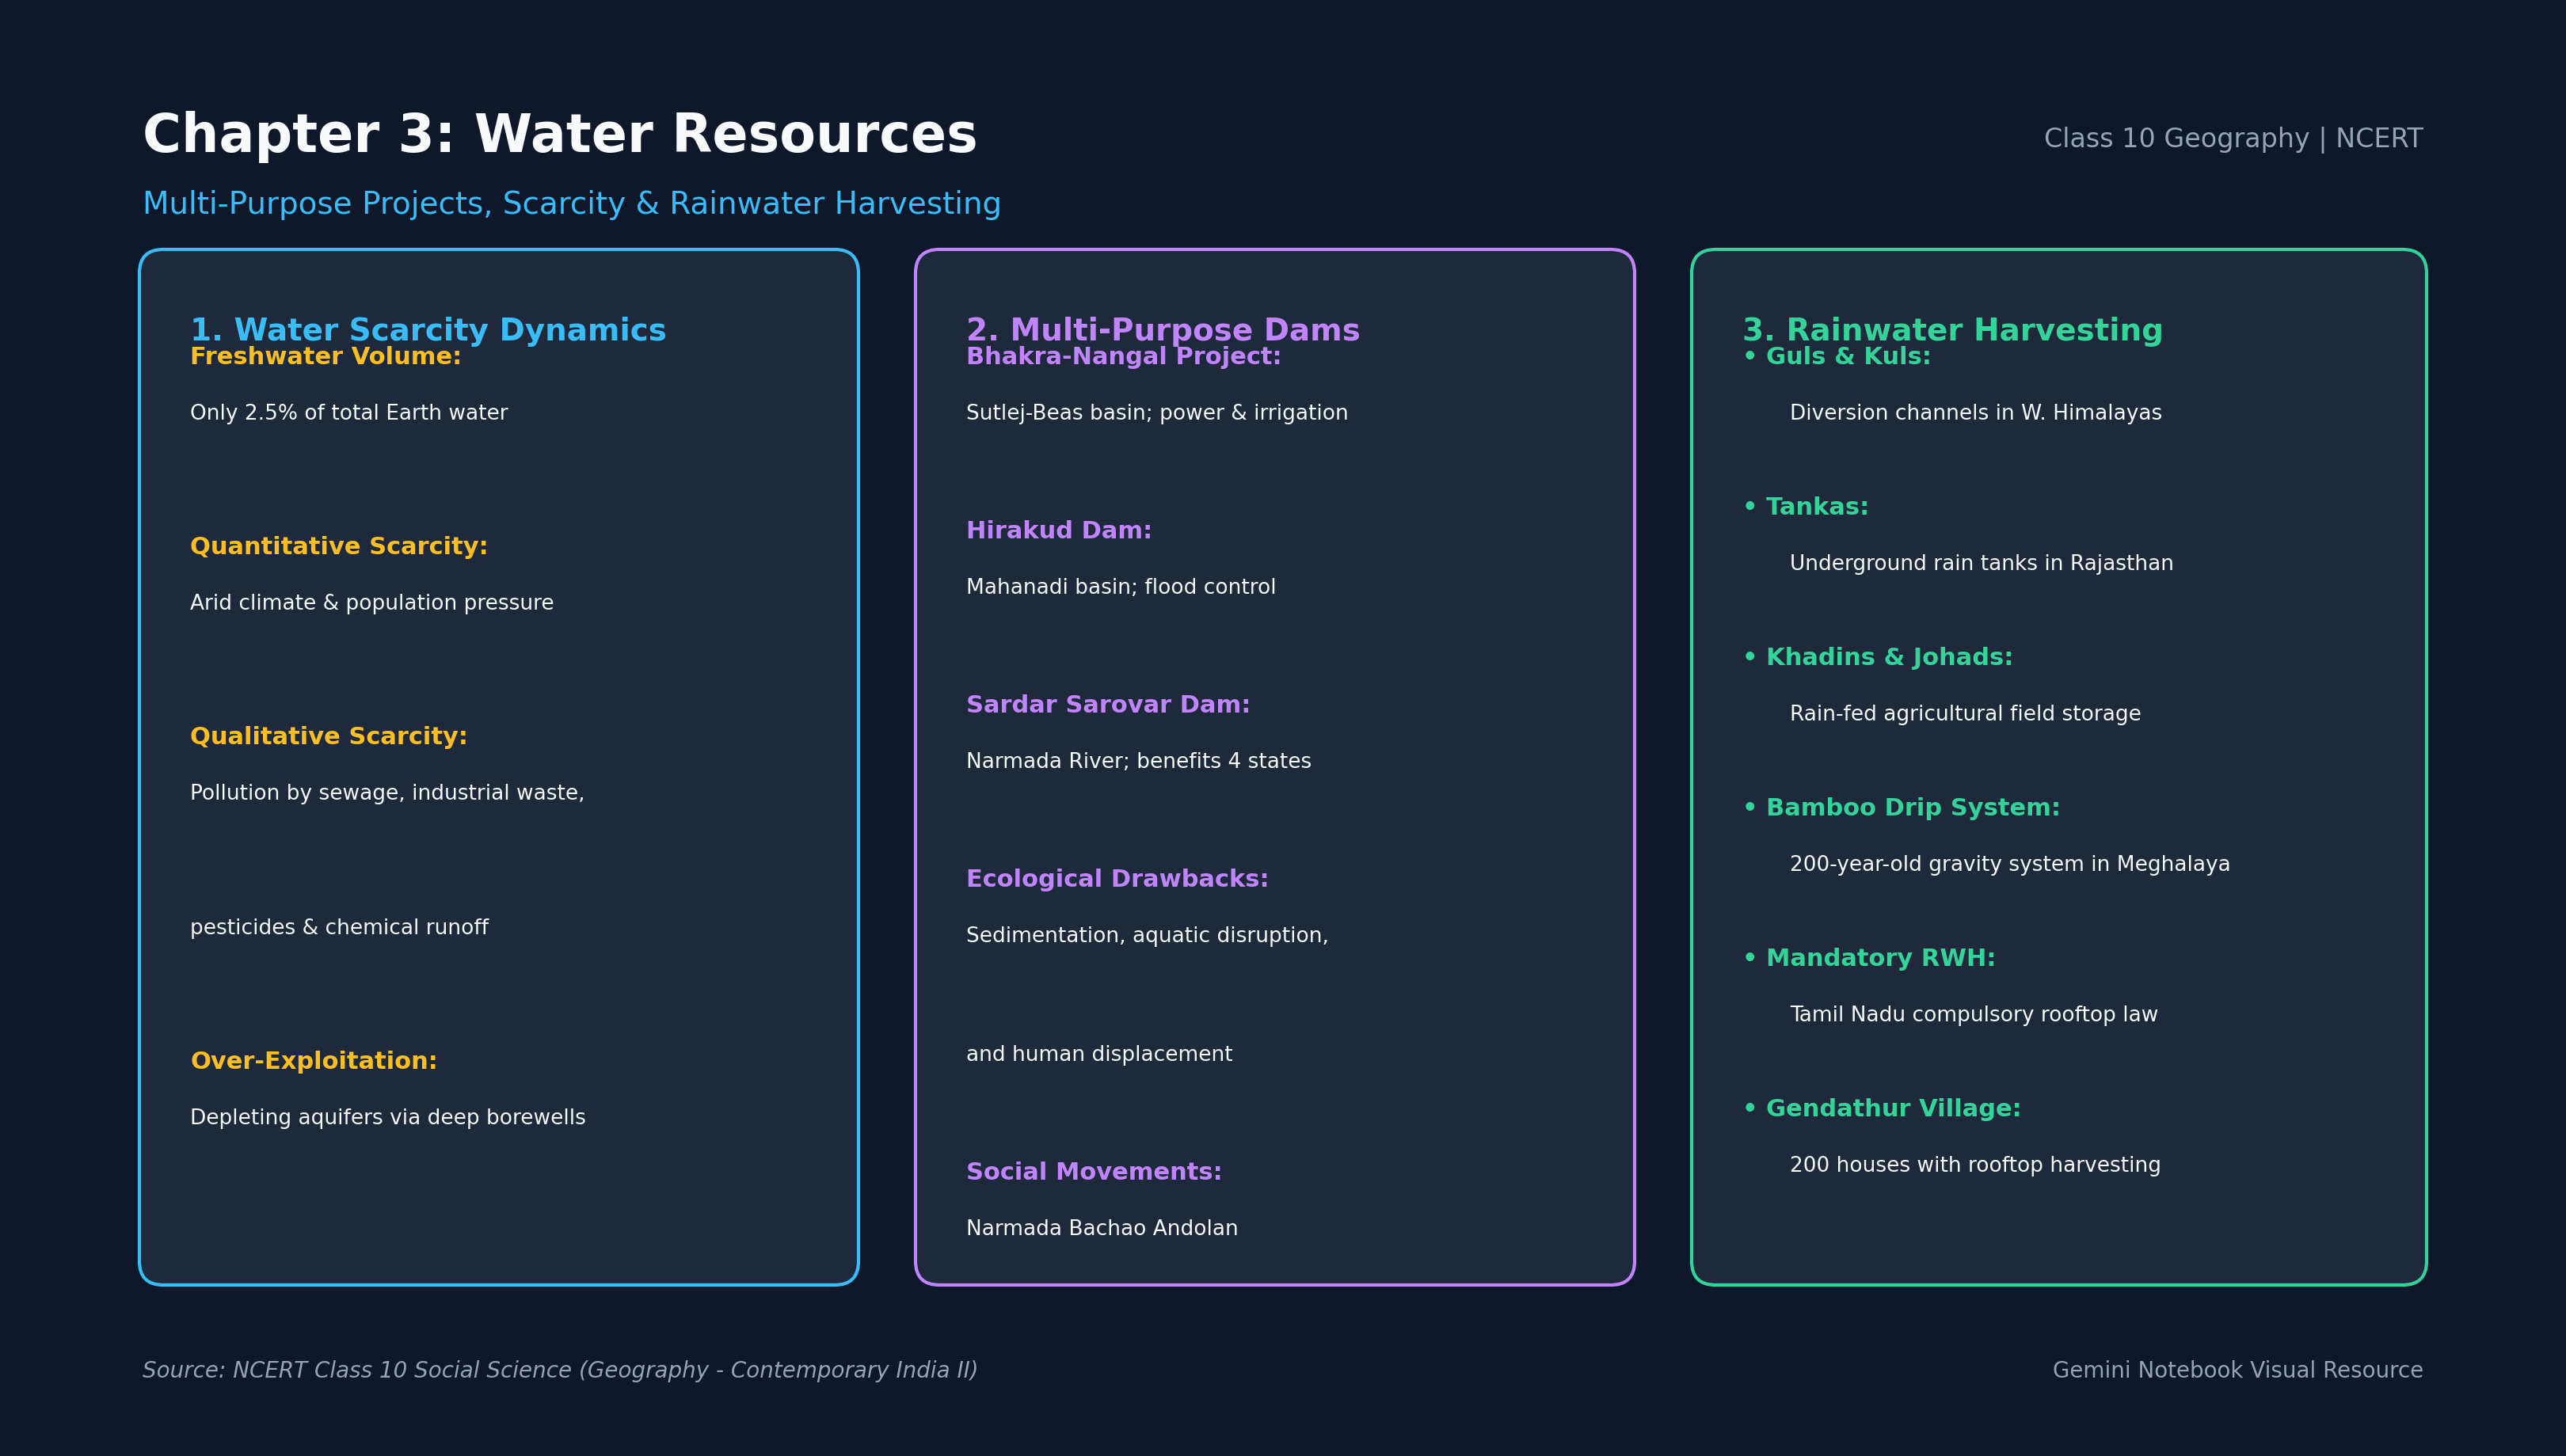 Chapter 3: Water Resources
Class 10 Geography | NCERT
Multi-Purpose Projects, Scarcity & Rainwater Harvesting
1. Water Scarcity Dynamics
Freshwater Volume:
Only 2.5% of total Earth water
Quantitative Scarcity:
Arid climate & population pressure
Qualitative Scarcity:
Pollution by sewage, industrial waste,
pesticides & chemical runoff
Over-Exploitation:
Depleting aquifers via deep borewells
2. Multi-Purpose Dams
Bhakra-Nangal Project:
Sutlej-Beas basin; power & irrigation
Hirakud Dam:
Mahanadi basin; flood control
Sardar Sarovar Dam:
Narmada River; benefits 4 states
Ecological Drawbacks:
Sedimentation, aquatic disruption,
and human displacement
Social Movements:
Narmada Bachao Andolan
3. Rainwater Harvesting
• Guls & Kuls:
Diversion channels in W. Himalayas
• Tankas:
Underground rain tanks in Rajasthan
• Khadins & Johads:
Rain-fed agricultural field storage
• Bamboo Drip System:
200-year-old gravity system in Meghalaya
• Mandatory RWH:
Tamil Nadu compulsory rooftop law
• Gendathur Village:
200 houses with rooftop harvesting
Source: NCERT Class 10 Social Science (Geography - Contemporary India II)
Gemini Notebook Visual Resource